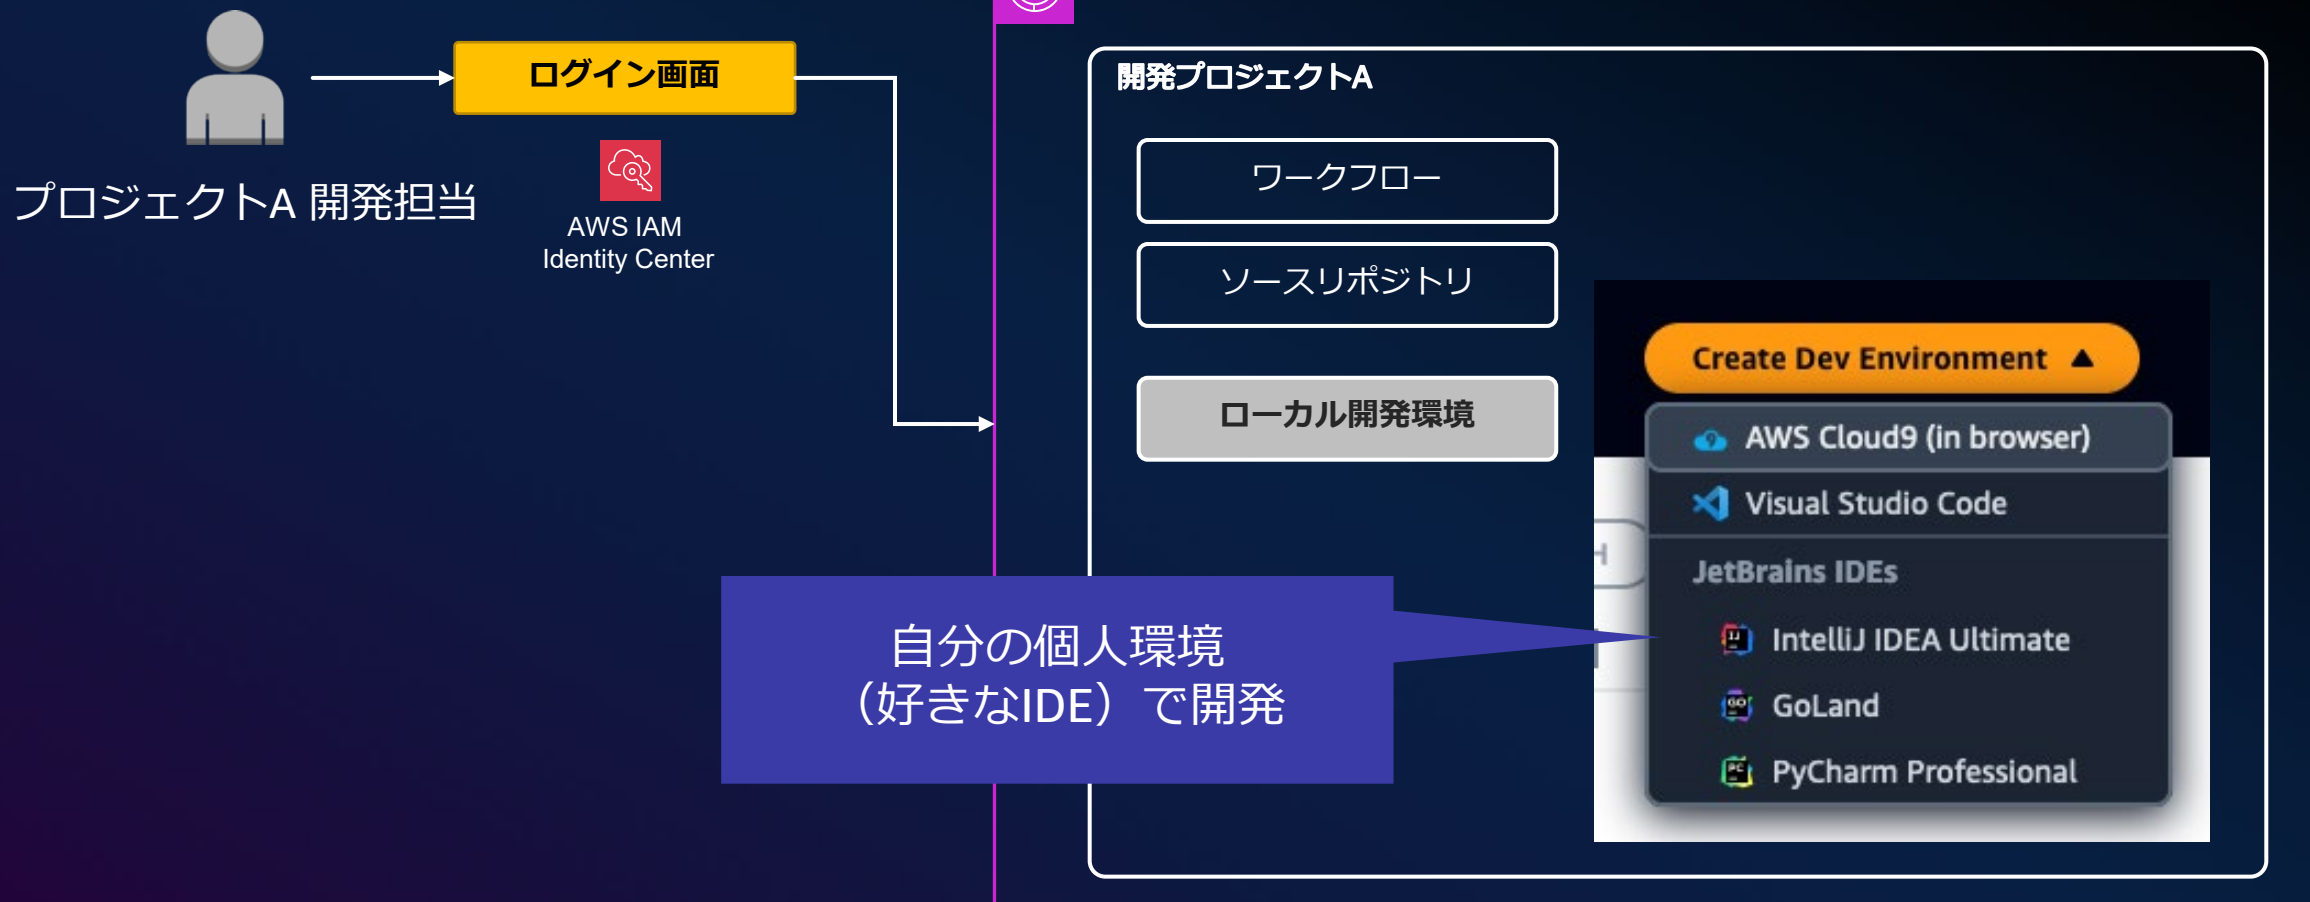 ログイン画面
プロジェクトA 開発担当
AWS IAM
Identity Center
開発プロジェクトA
ワークフロー
ソースリポジトリ
ローカル開発環境
Create Dev Environment
AWS Cloud9 (in browser)
Visual Studio Code
JetBrains IDEs
IntelliJ IDEA Ultimate
GoLand
PyCharm Professional
自分の個人環境
（好きなIDE）で開発